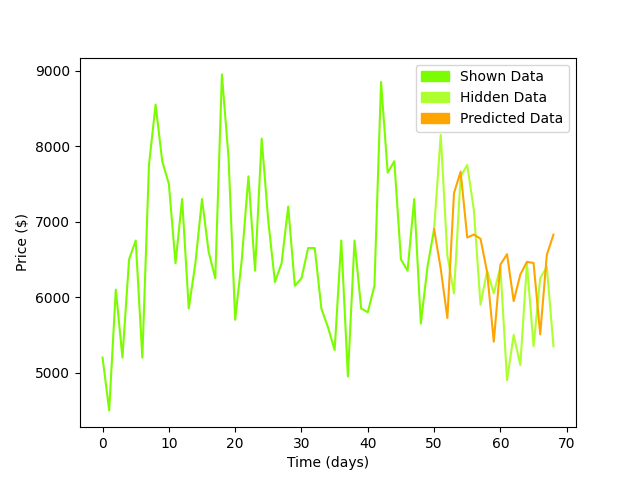 9000
8000
7000
6000
5000
Price ($)
0 10 20 30 40 50 60 70
Time (days)
Shown Data
Hidden Data
Predicted Data